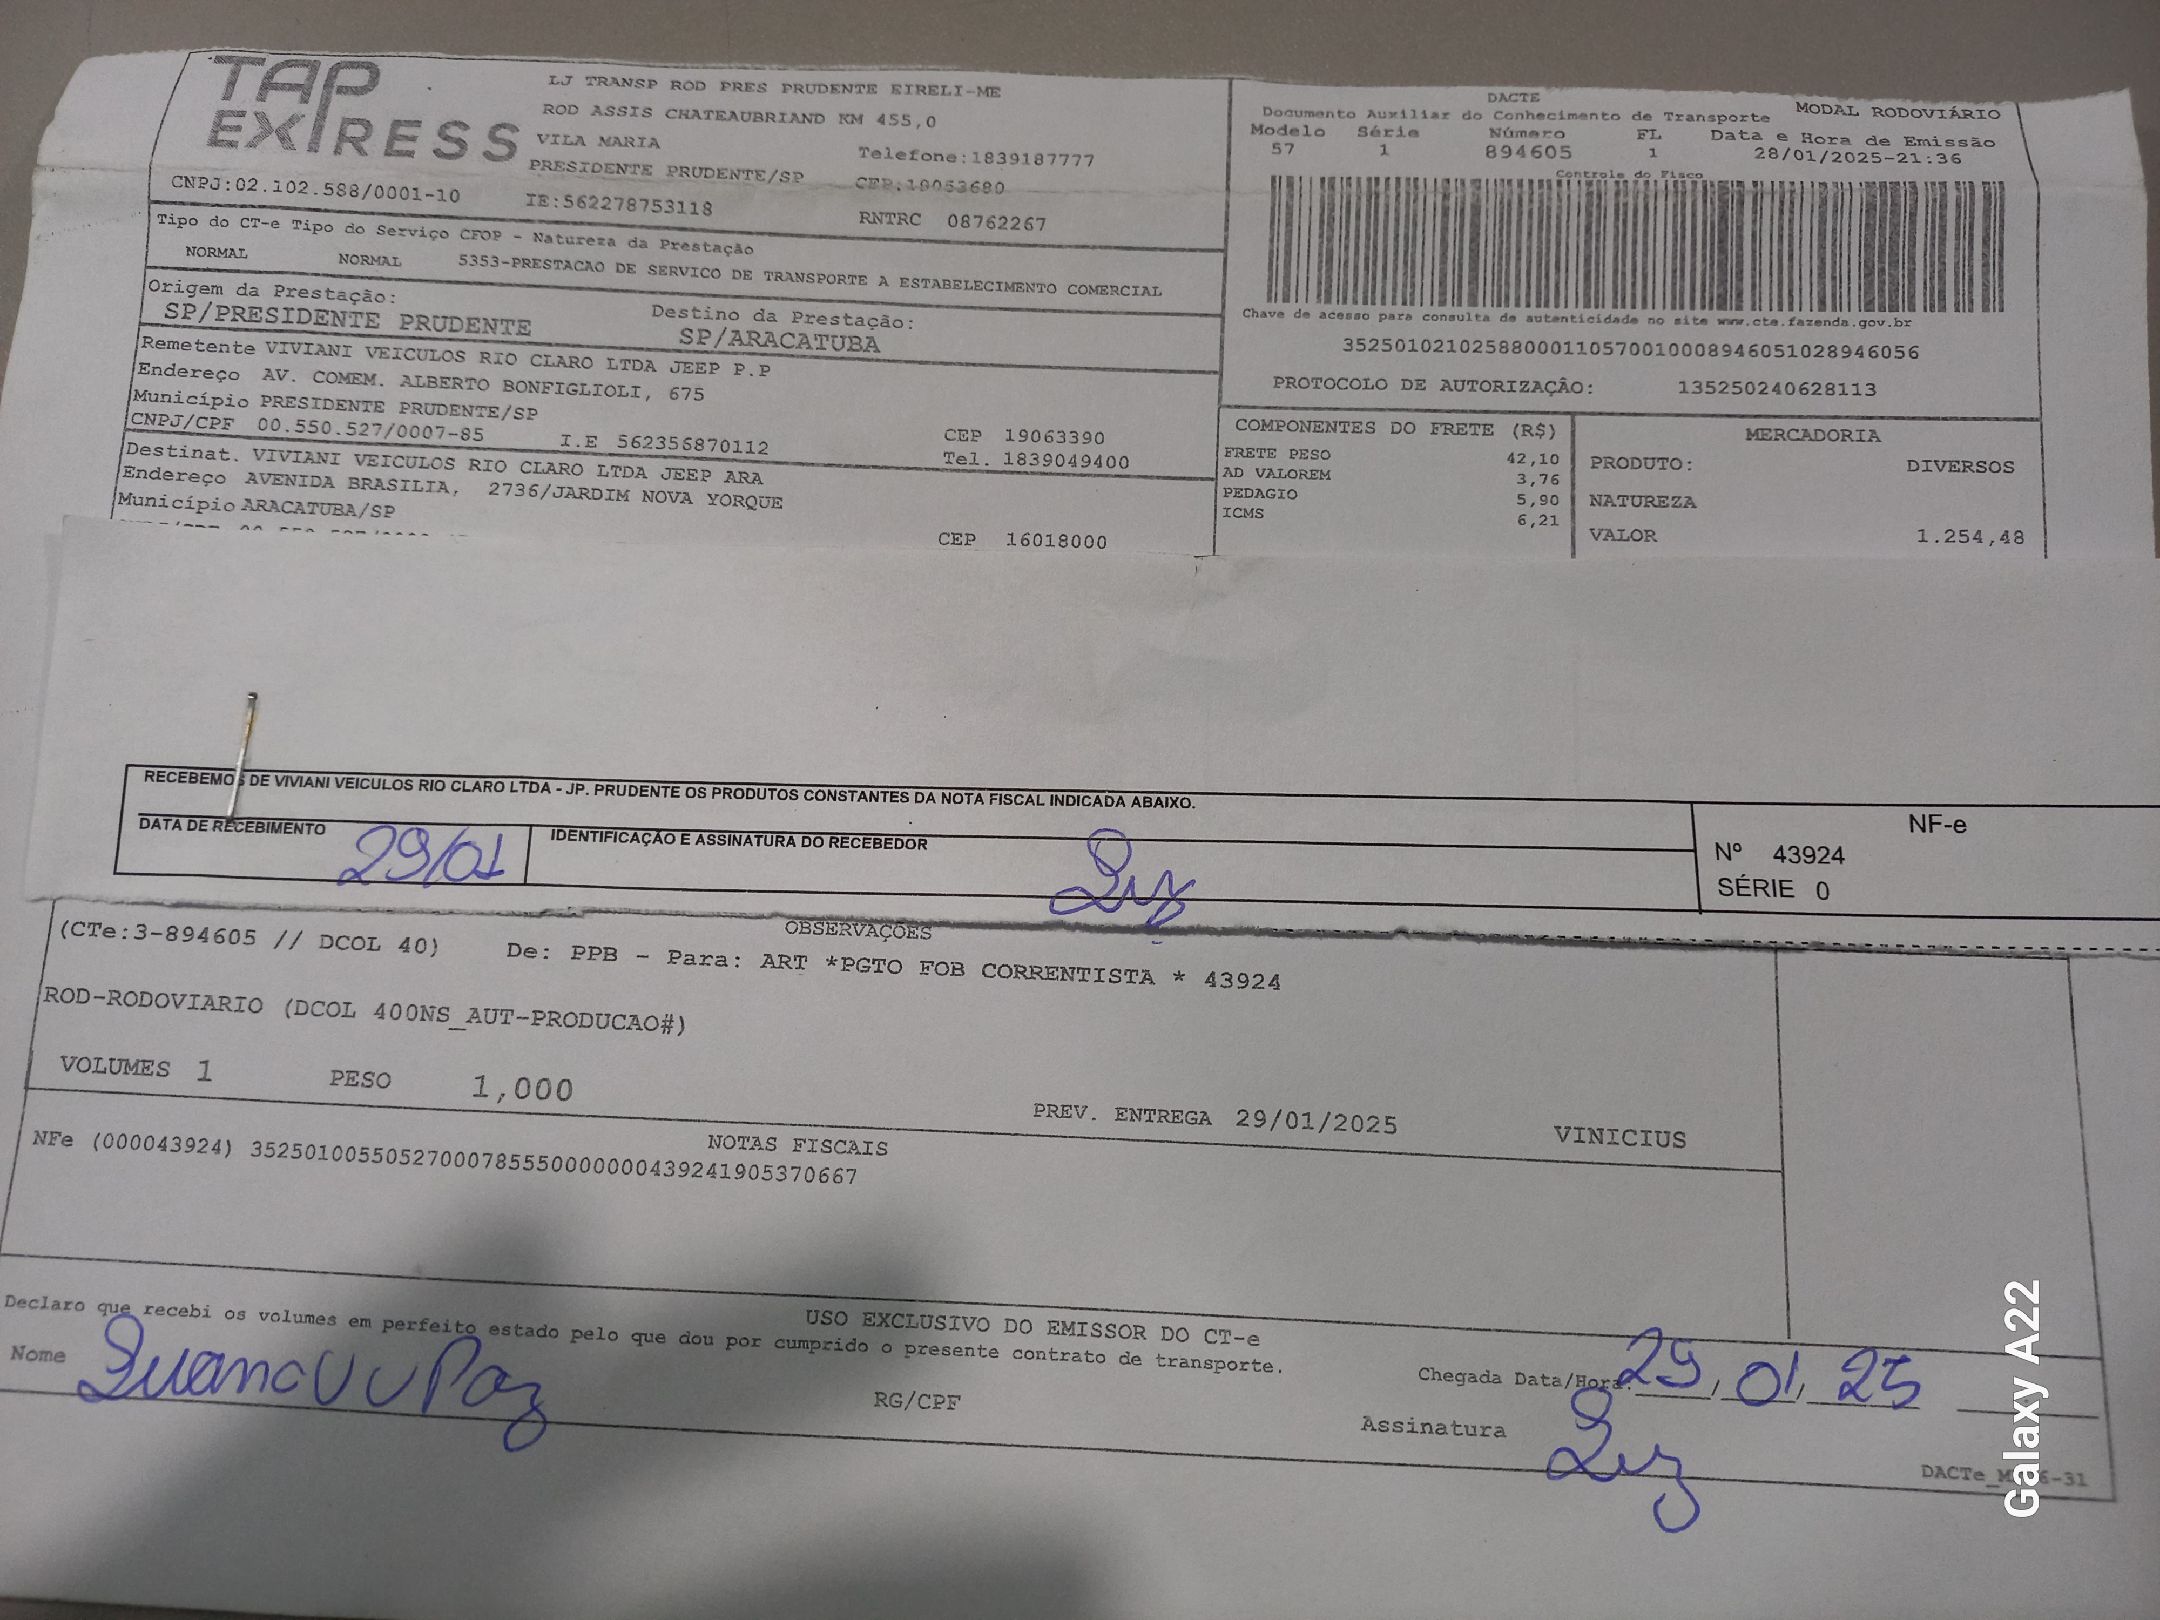 TAP EXPRESS
LJ TRANSP ROD PRES PRUDENTE EIRELI-ME
ROD ASSIS CHATEAUBRIAND KM 455,0
VILA MARIA
Telefone:1839187777
PRESIDENTE PRUDENTE/SP CEP:19053680
CNPJ:02.102.588/0001-10 IE:562278753118 RNTRC 08762267
DACTE
Documento Auxiliar do Conhecimento de Transporte MODAL RODOVIÁRIO
Modelo Série Número FL Data e Hora de Emissão
57 1 894605 1 28/01/2025-21:36
Controle do Fisco
Chave de acesso para consulta de autenticidade no site www.cte.fazenda.gov.br
35250102102588000110570010008946051028946056
PROTOCOLO DE AUTORIZAÇÃO: 135250240628113
Tipo do CT-e Tipo do Serviço CFOP - Natureza da Prestação
NORMAL NORMAL 5353-PRESTACAO DE SERVICO DE TRANSPORTE A ESTABELECIMENTO COMERCIAL
Origem da Prestação: Destino da Prestação:
SP/PRESIDENTE PRUDENTE SP/ARACATUBA
Remetente VIVIANI VEICULOS RIO CLARO LTDA JEEP P.P
Endereço AV. COMEM. ALBERTO BONFIGLIOLI, 675
Município PRESIDENTE PRUDENTE/SP CEP 19063390
CNPJ/CPF 00.550.527/0007-85 I.E 562356870112 Tel. 1839049400
Destinat. VIVIANI VEICULOS RIO CLARO LTDA JEEP ARA
Endereço AVENIDA BRASILIA, 2736/JARDIM NOVA YORQUE
Município ARACATUBA/SP CEP 16018000
COMPONENTES DO FRETE (R$)
FRETE PESO 42,10
AD VALOREM 3,76
PEDAGIO 5,90
ICMS 6,21
MERCADORIA
PRODUTO: DIVERSOS
NATUREZA
VALOR 1.254,48
RECEBEMOS DE VIVIANI VEICULOS RIO CLARO LTDA - JP. PRUDENTE OS PRODUTOS CONSTANTES DA NOTA FISCAL INDICADA ABAIXO.
DATA DE RECEBIMENTO 29/01
IDENTIFICAÇÃO E ASSINATURA DO RECEBEDOR
NF-e
Nº 43924
SÉRIE 0
OBSERVAÇÕES
(CTe:3-894605 // DCOL 40) De: PPB - Para: ART *PGTO FOB CORRENTISTA * 43924
ROD-RODOVIARIO (DCOL 400NS_AUT-PRODUCAO#)
VOLUMES 1 PESO 1,000 PREV. ENTREGA 29/01/2025 VINICIUS
NOTAS FISCAIS
NFe (000043924) 35250100550527000785550000000439241905370667
USO EXCLUSIVO DO EMISSOR DO CT-e
Declaro que recebi os volumes em perfeito estado pelo que dou por cumprido o presente contrato de transporte.
Nome RG/CPF
Chegada Data/Hora: 29, 01, 25
Assinatura
Galaxy A22